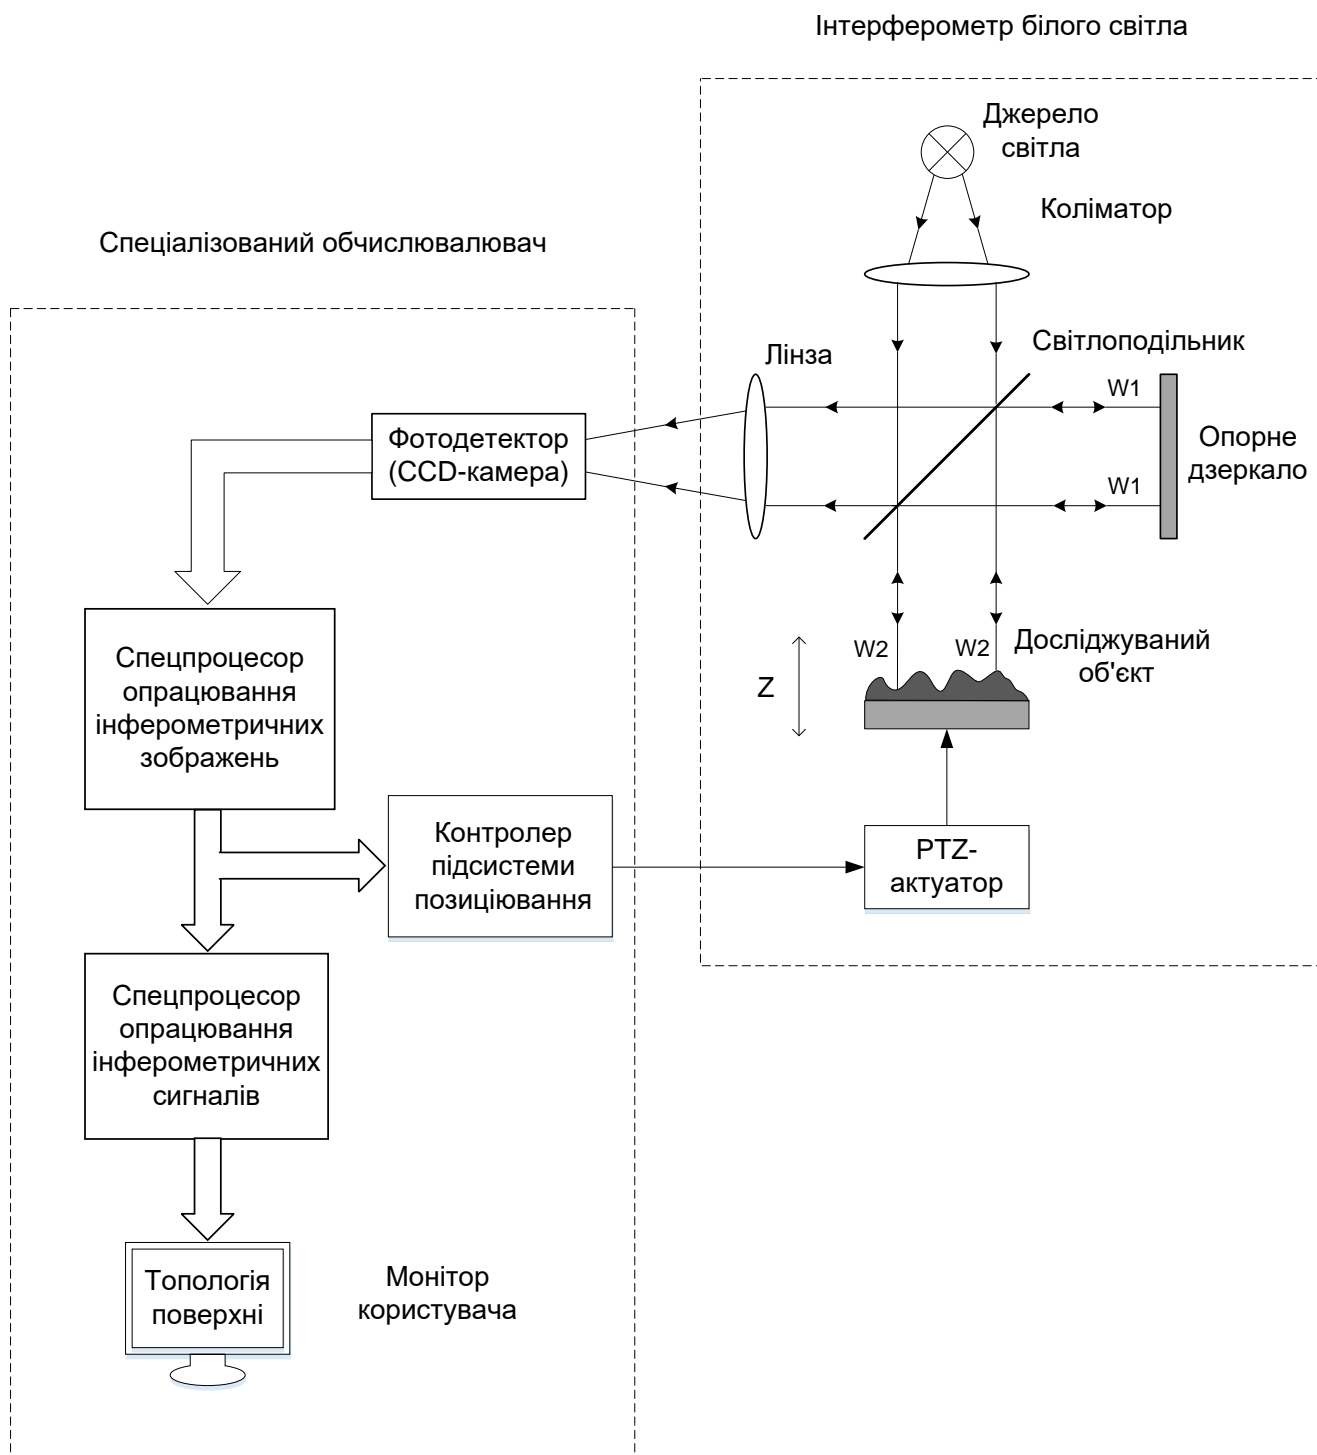 Інтерферометр білого світла
Джерело
світла
Коліматор
Спеціалізований обчислювалювач
Світлоподільник
Лінза
W1
Опорне
дзеркало
W1
Фотодетектор
(CCD-камера)
W2
W2
Досліджуваний
об'єкт
Z
Спецпроцесор
опрацювання
інферометричних
зображень
Контролер
підсистеми
позиціювання
PTZ-
актуатор
Спецпроцесор
опрацювання
інферометричних
сигналів
Топологія
поверхні
Монітор
користувача